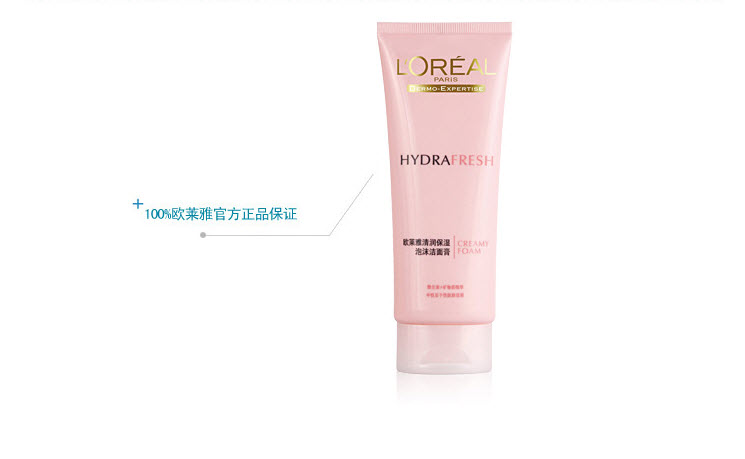 L'ORÉAL
PARIS
DERMO-EXPERTISE
HYDRAFRESH
100%欧莱雅官方正品保证
欧莱雅清润保湿
泡沫洁面膏
CREAMY
FOAM